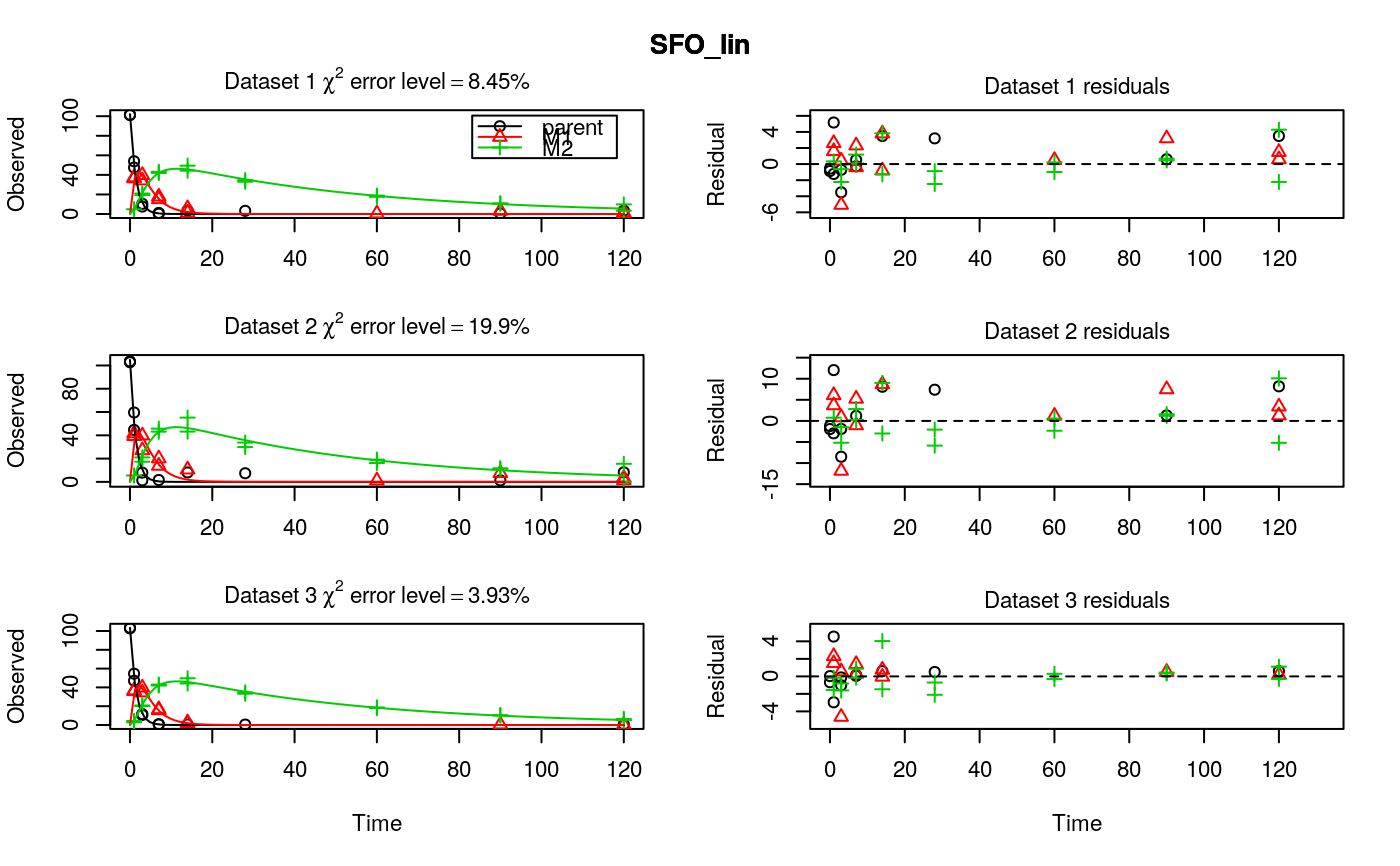 SFO_lin
Dataset 1 χ² error level = 8.45%
Observed
0 40 100
parent
M1
M2
0 20 40 60 80 100 120
Dataset 1 residuals
Residual
-6 0 4
0 20 40 60 80 100 120
Dataset 2 χ² error level = 19.9%
Observed
0 40 80
0 20 40 60 80 100 120
Dataset 2 residuals
Residual
-15 0 10
0 20 40 60 80 100 120
Dataset 3 χ² error level = 3.93%
Observed
0 40 100
0 20 40 60 80 100 120
Time
Dataset 3 residuals
Residual
-4 0 4
0 20 40 60 80 100 120
Time